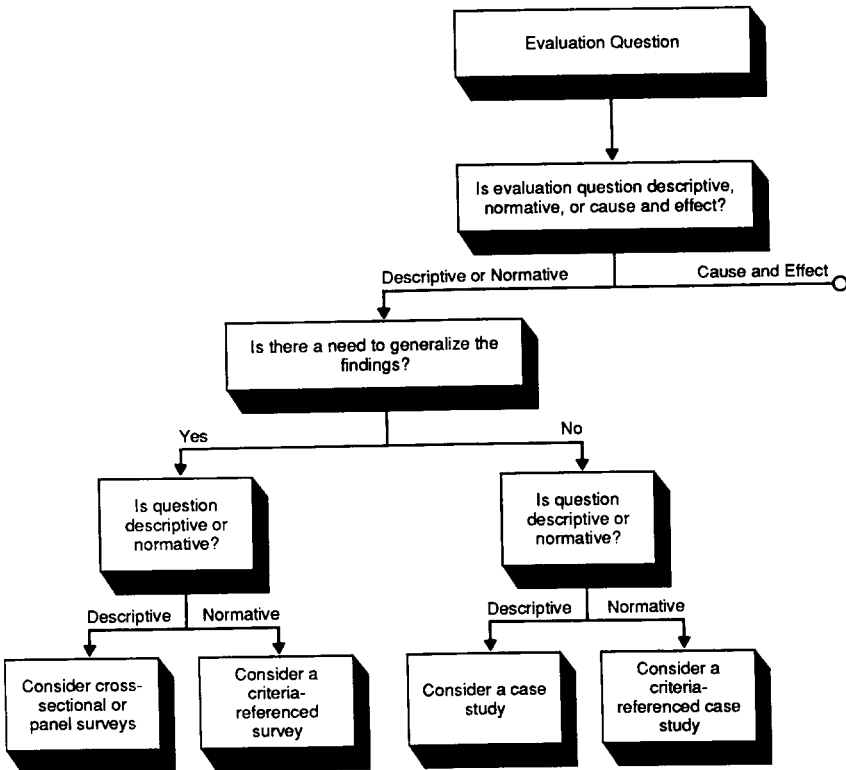 Evaluation Question
Is evaluation question descriptive,
normative, or cause and effect?
Descriptive or Normative
Cause and Effect
Is there a need to generalize the
findings?
Yes
No
Is question
descriptive or
normative?
Is question
descriptive or
normative?
Descriptive
Normative
Descriptive
Normative
Consider cross-
sectional or
panel surveys
Consider a
criteria-
referenced
survey
Consider a case
study
Consider a
criteria-
referenced case
study